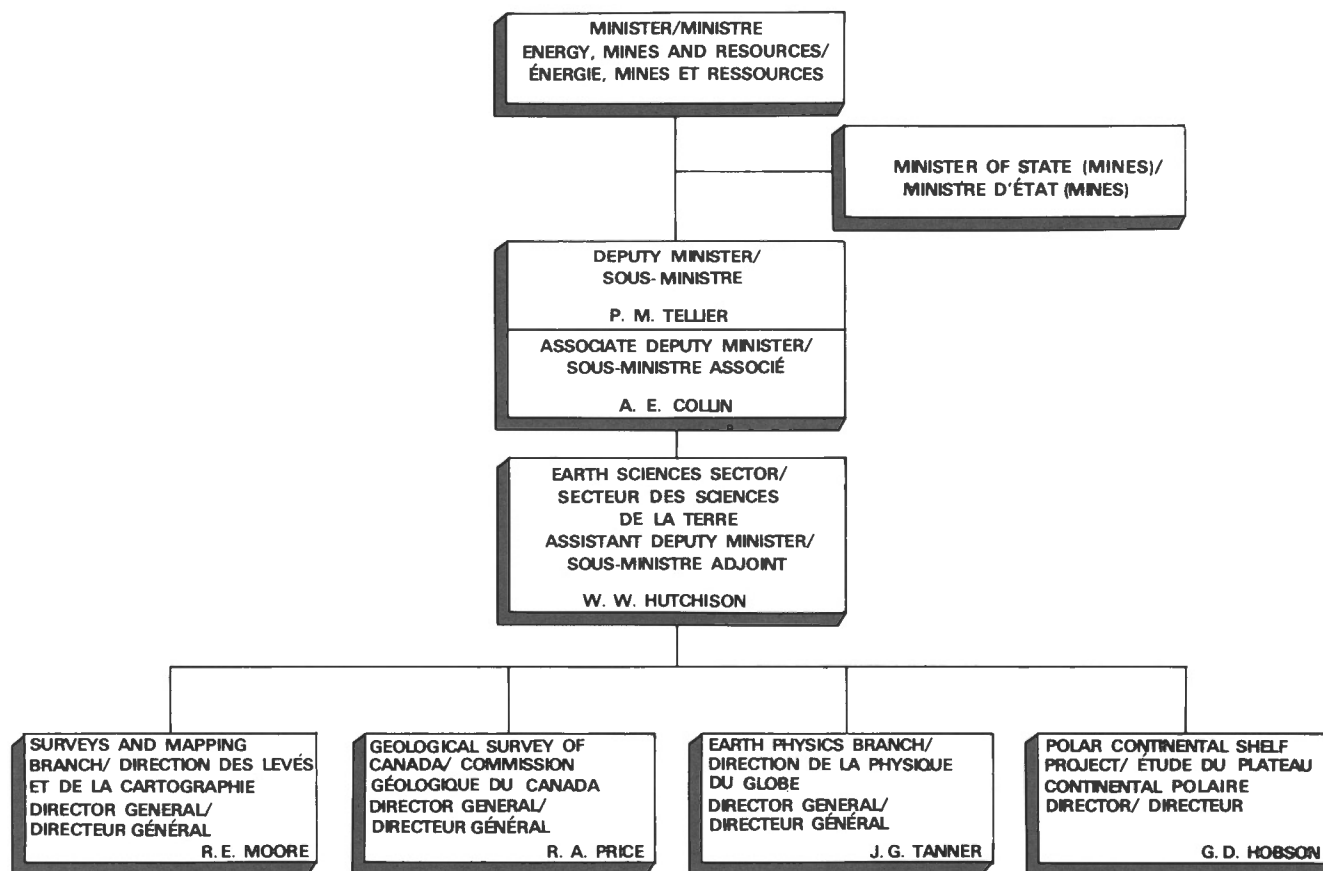 MINISTER/MINISTRE
ENERGY, MINES AND RESOURCES/
ÉNERGIE, MINES ET RESSOURCES
MINISTER OF STATE (MINES)/
MINISTRE D'ÉTAT (MINES)
DEPUTY MINISTER/
SOUS-MINISTRE
P. M. TELLIER
ASSOCIATE DEPUTY MINISTER/
SOUS-MINISTRE ASSOCIÉ
A. E. COLLIN
EARTH SCIENCES SECTOR/
SECTEUR DES SCIENCES
DE LA TERRE
ASSISTANT DEPUTY MINISTER/
SOUS-MINISTRE ADJOINT
W. W. HUTCHISON
SURVEYS AND MAPPING
BRANCH/ DIRECTION DES LEVÉS
ET DE LA CARTOGRAPHIE
DIRECTOR GENERAL/
DIRECTEUR GÉNÉRAL
R. E. MOORE
GEOLOGICAL SURVEY OF
CANADA/ COMMISSION
GÉOLOGIQUE DU CANADA
DIRECTOR GENERAL/
DIRECTEUR GÉNÉRAL
R. A. PRICE
EARTH PHYSICS BRANCH/
DIRECTION DE LA PHYSIQUE
DU GLOBE
DIRECTOR GENERAL/
DIRECTEUR GÉNÉRAL
J. G. TANNER
POLAR CONTINENTAL SHELF
PROJECT/ ÉTUDE DU PLATEAU
CONTINENTAL POLAIRE
DIRECTOR/ DIRECTEUR
G. D. HOBSON